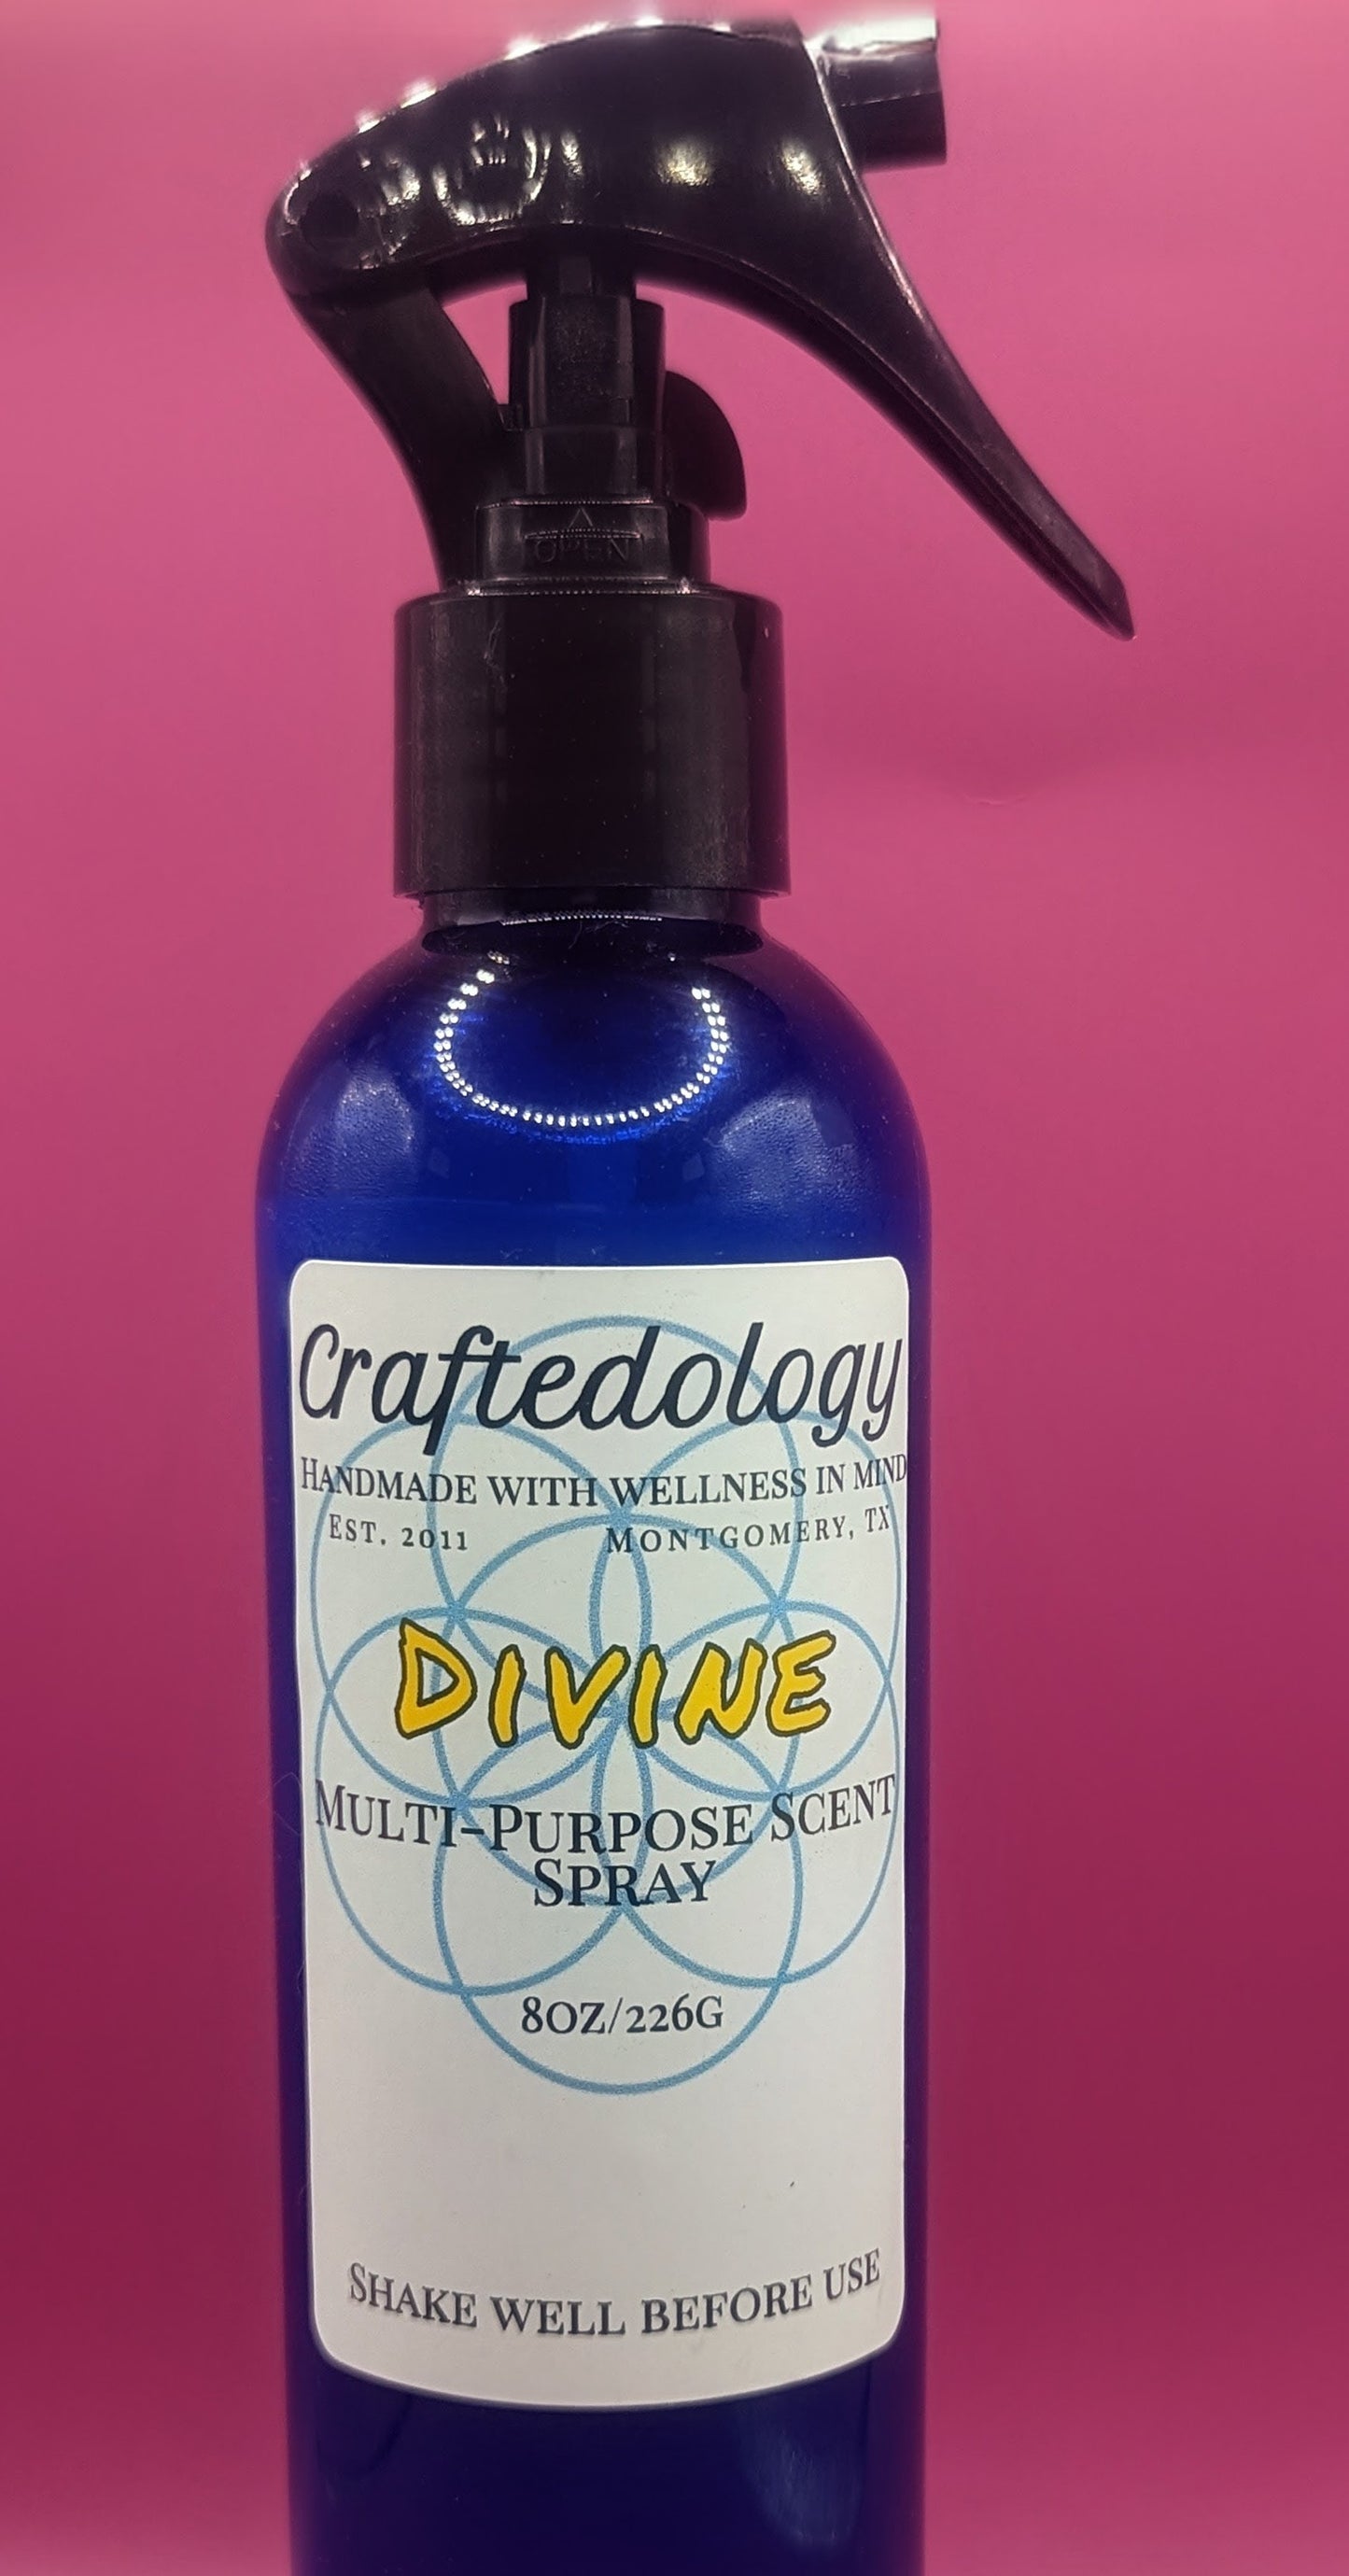 OPEN
Craftedology
Handmade with wellness in mind
Est. 2011 Montgomery, TX
Divine
Multi-Purpose Scent
Spray
8oz/226g
Shake well before use